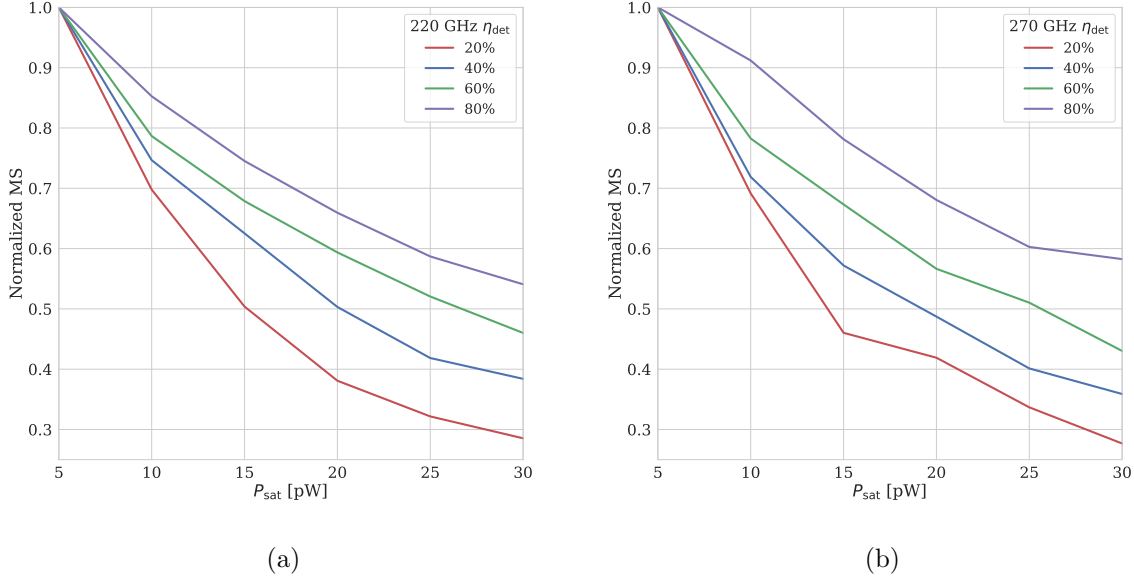 220 GHz η_det
20%
40%
60%
80%
Normalized MS
1.0
0.9
0.8
0.7
0.6
0.5
0.4
0.3
5 10 15 20 25 30
P_sat [pW]
(a)
270 GHz η_det
20%
40%
60%
80%
Normalized MS
1.0
0.9
0.8
0.7
0.6
0.5
0.4
0.3
5 10 15 20 25 30
P_sat [pW]
(b)